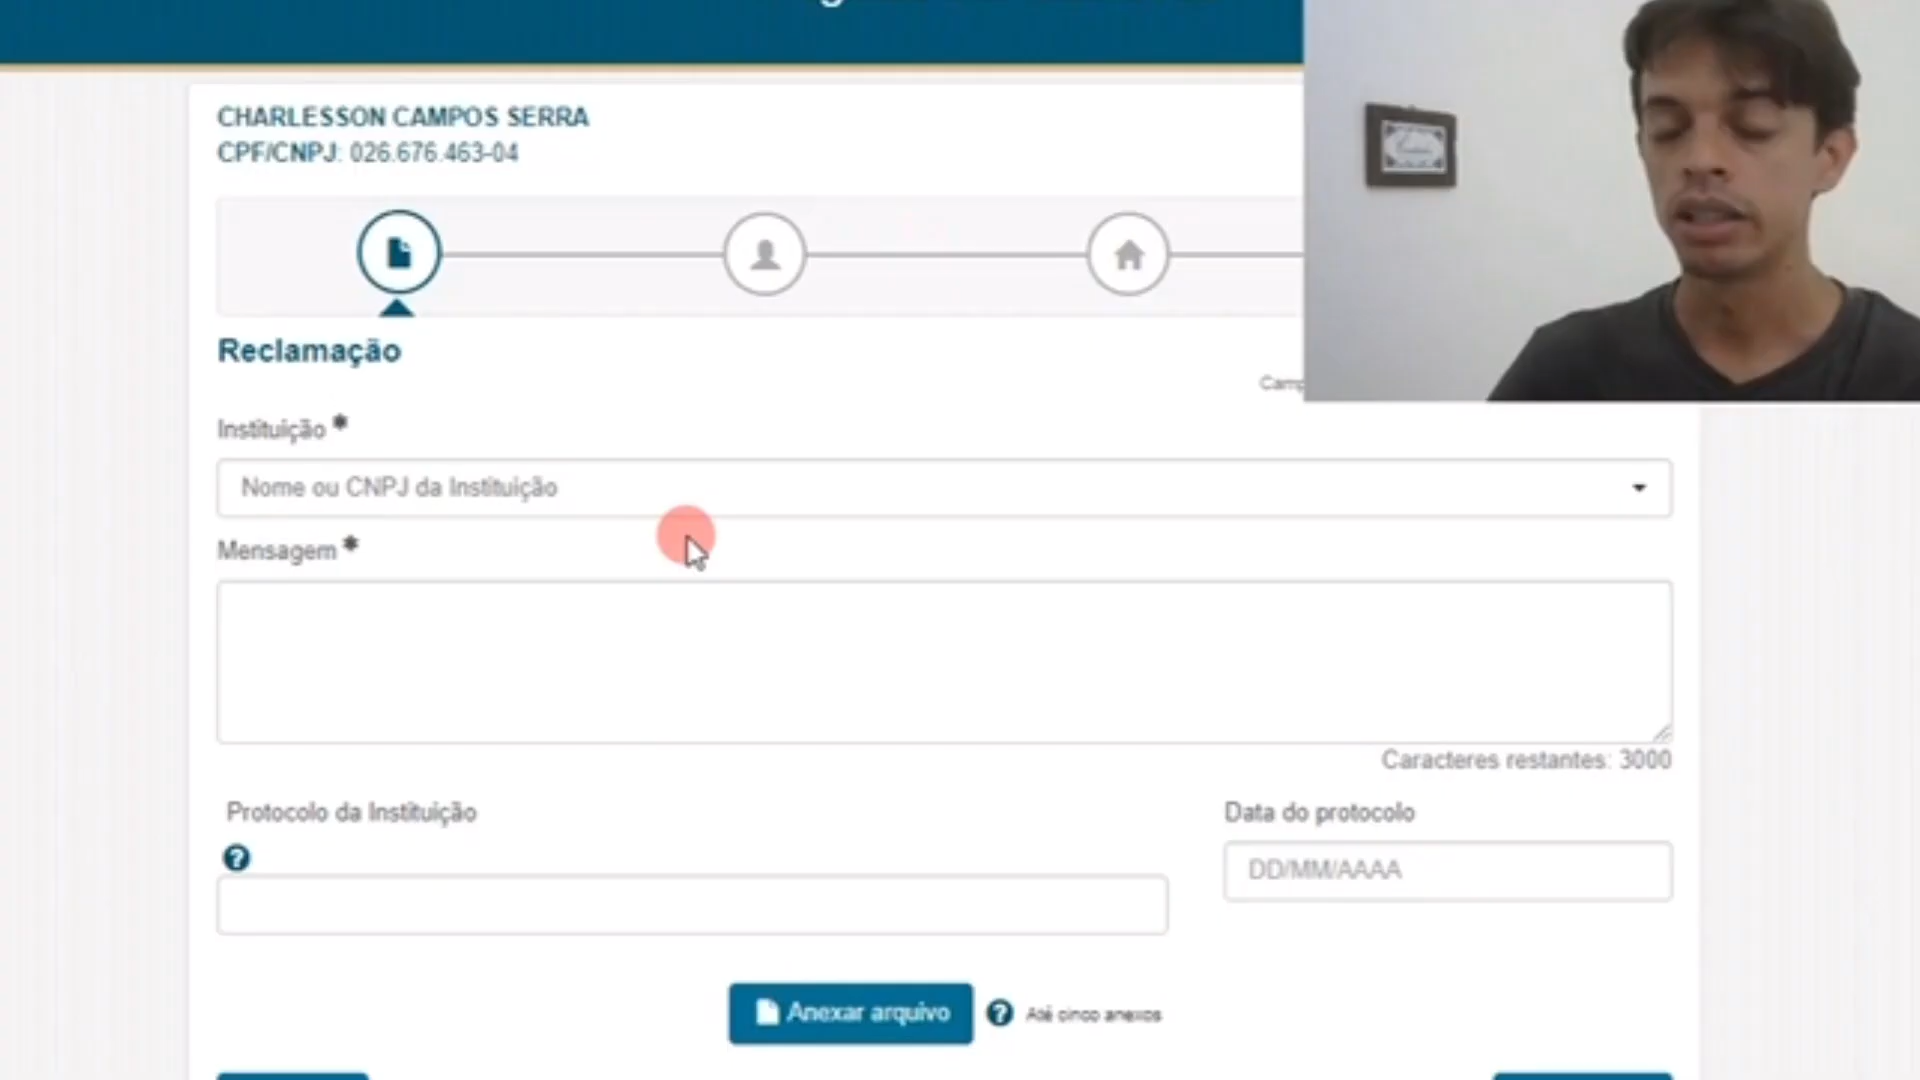 CHARLESSON CAMPOS SERRA
CPF/CNPJ: 026.676.463-04
Reclamação
Instituição *
Nome ou CNPJ da Instituição
Mensagem *
Caracteres restantes: 3000
Protocolo da Instituição
Data do protocolo
DD/MM/AAAA
Anexar arquivo
Até cinco anexos